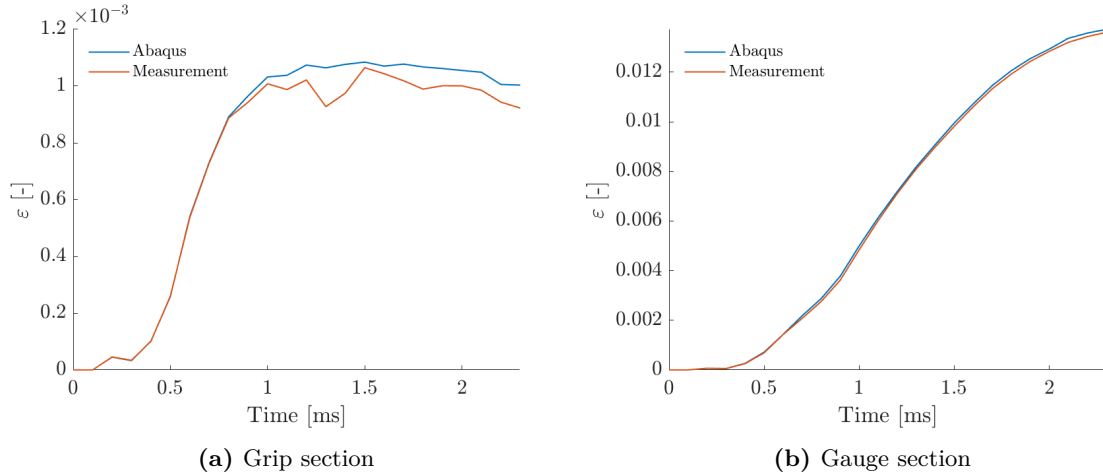 ×10⁻³
1.2
1
0.8
0.6
0.4
0.2
0
ε [-]
Abaqus
Measurement
0 0.5 1 1.5 2
Time [ms]
(a) Grip section
0.012
0.01
0.008
0.006
0.004
0.002
0
ε [-]
Abaqus
Measurement
0 0.5 1 1.5 2
Time [ms]
(b) Gauge section